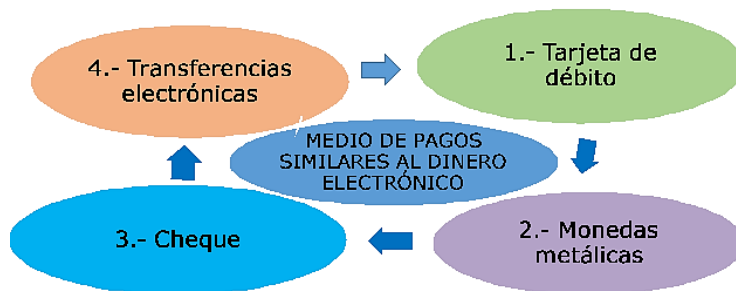 4.- Transferencias
electrónicas
1.- Tarjeta de
débito
MEDIO DE PAGOS
SIMILARES AL DINERO
ELECTRÓNICO
3.- Cheque
2.- Monedas
metálicas